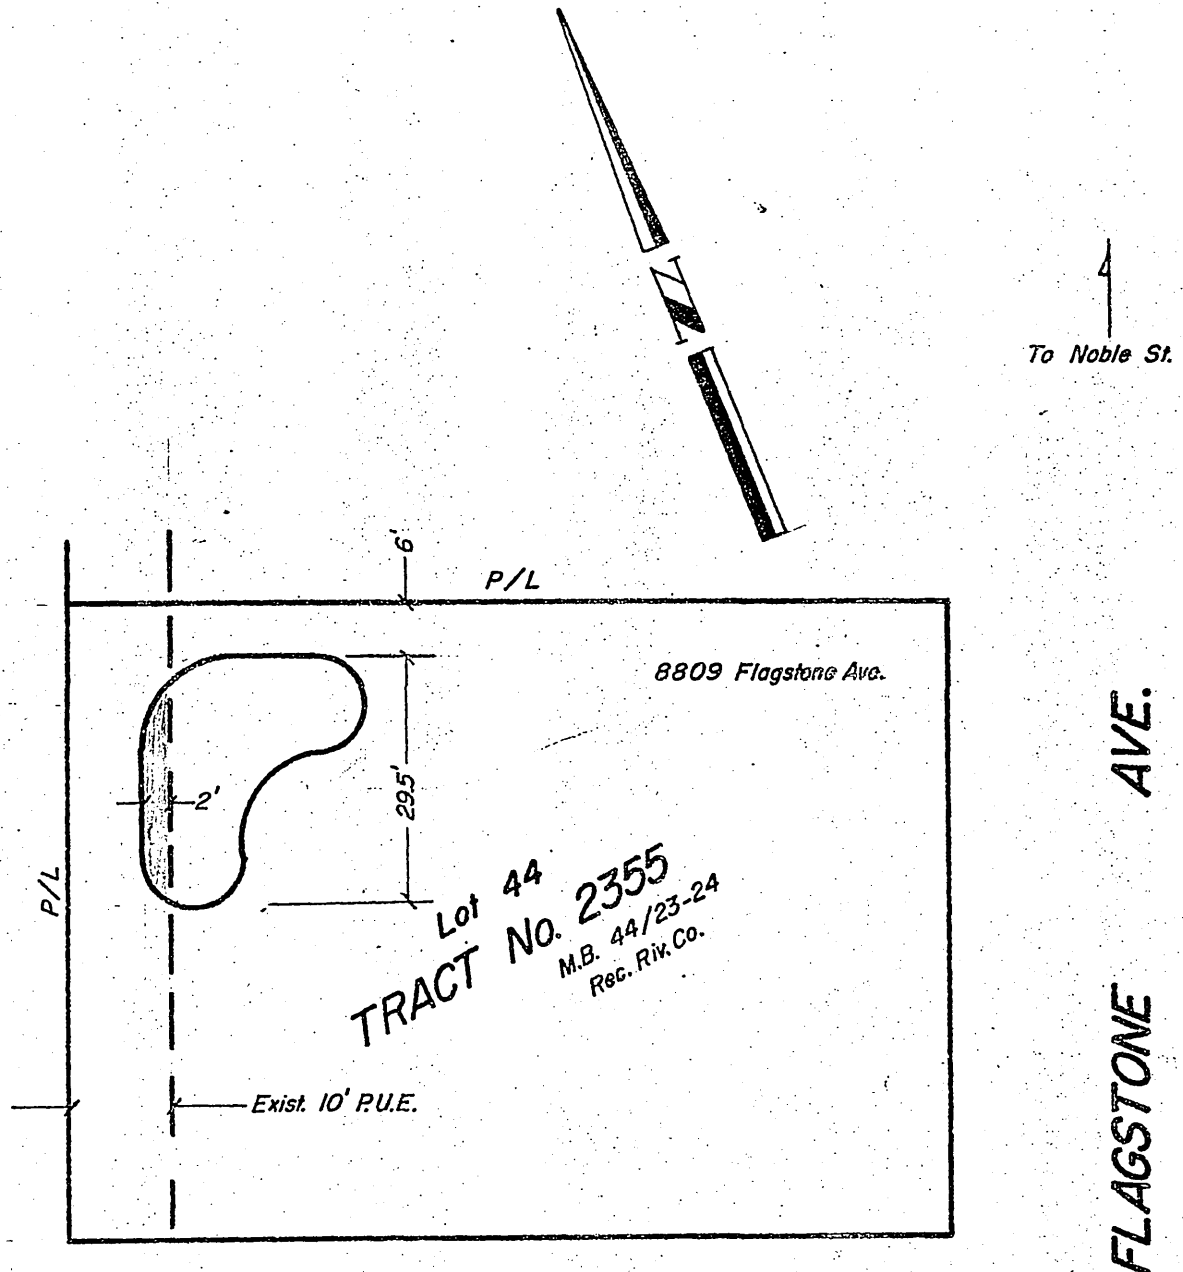 To Noble St.
6'
P/L
8809 Flagstone Ave.
29.5'
2'
P/L
Lot 44
TRACT No. 2355
M.B. 44/23-24
Rec. Riv. Co.
Exist. 10' P.U.E.
FLAGSTONE AVE.